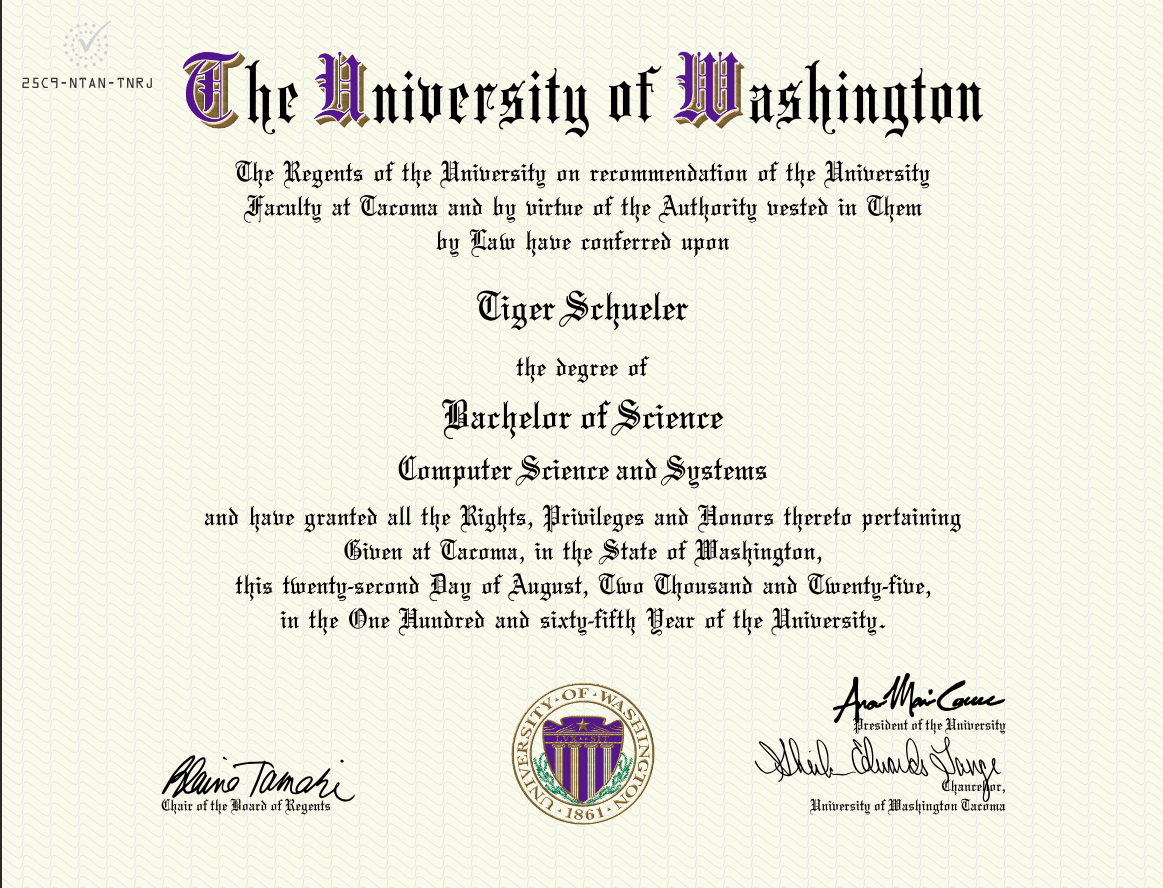 25C9-NTAN-TNRJ
The University of Washington
The Regents of the University on recommendation of the University
Faculty at Tacoma and by virtue of the Authority vested in Them
by Law have conferred upon
Tiger Schueler
the degree of
Bachelor of Science
Computer Science and Systems
and have granted all the Rights, Privileges and Honors thereto pertaining
Given at Tacoma, in the State of Washington,
this twenty-second Day of August, Two Thousand and Twenty-five,
in the One Hundred and sixty-fifth Year of the University.
Blaine Tamaki
Chair of the Board of Regents
UNIVERSITY·OF·WASHINGTON
LVX SIT
·1861·
Ana Mari Cauce
President of the University
Sheila Edwards Lange
Chancellor,
University of Washington Tacoma